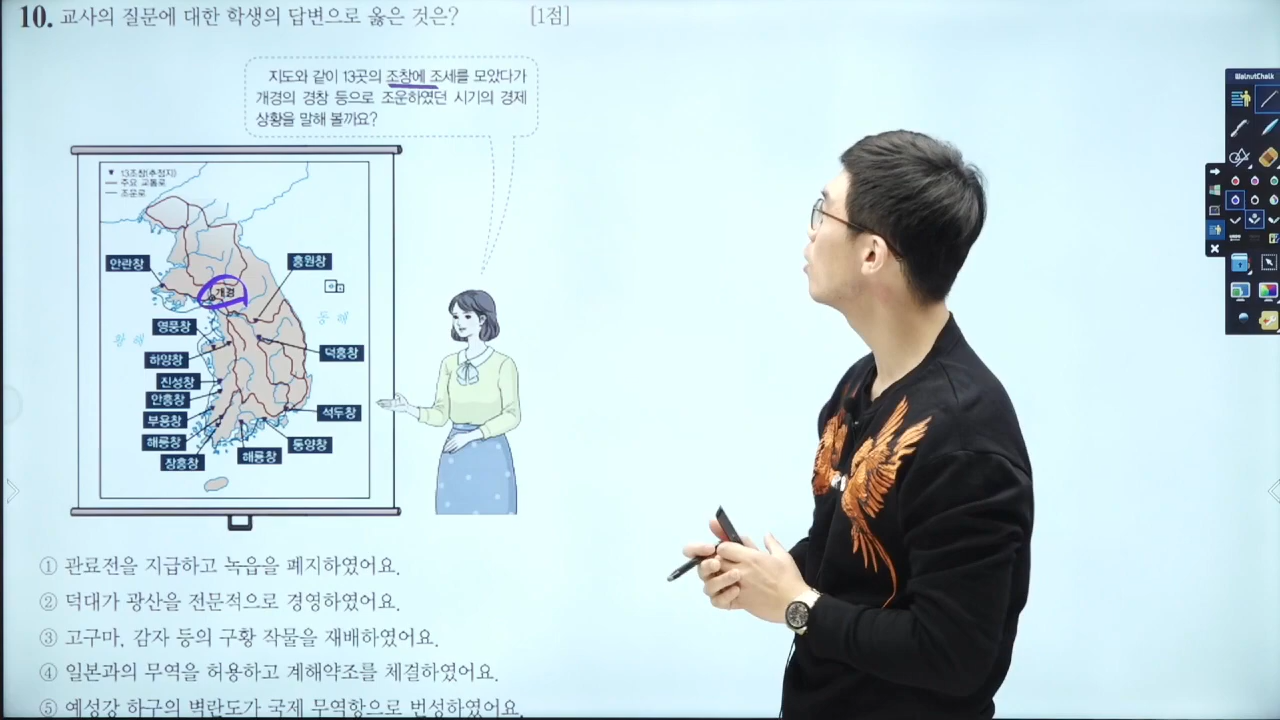 10. 교사의 질문에 대한 학생의 답변으로 옳은 것은? [1점]
지도와 같이 13곳의 조창에 조세를 모았다가
개경의 경창 등으로 조운하였던 시기의 경제
상황을 말해 볼까요?
▼ 13조창(추정지)
주요 교통로
조운로
안란창
흥원창
개경
동해
황해
영풍창
하양창
덕흥창
진성창
안흥창
부용창
석두창
해릉창
통양창
장흥창
해룡창
① 관료전을 지급하고 녹읍을 폐지하였어요.
② 덕대가 광산을 전문적으로 경영하였어요.
③ 고구마, 감자 등의 구황 작물을 재배하였어요.
④ 일본과의 무역을 허용하고 계해약조를 체결하였어요.
⑤ 예성강 하구의 벽란도가 국제 무역항으로 번성하였어요.
WalnutChalk